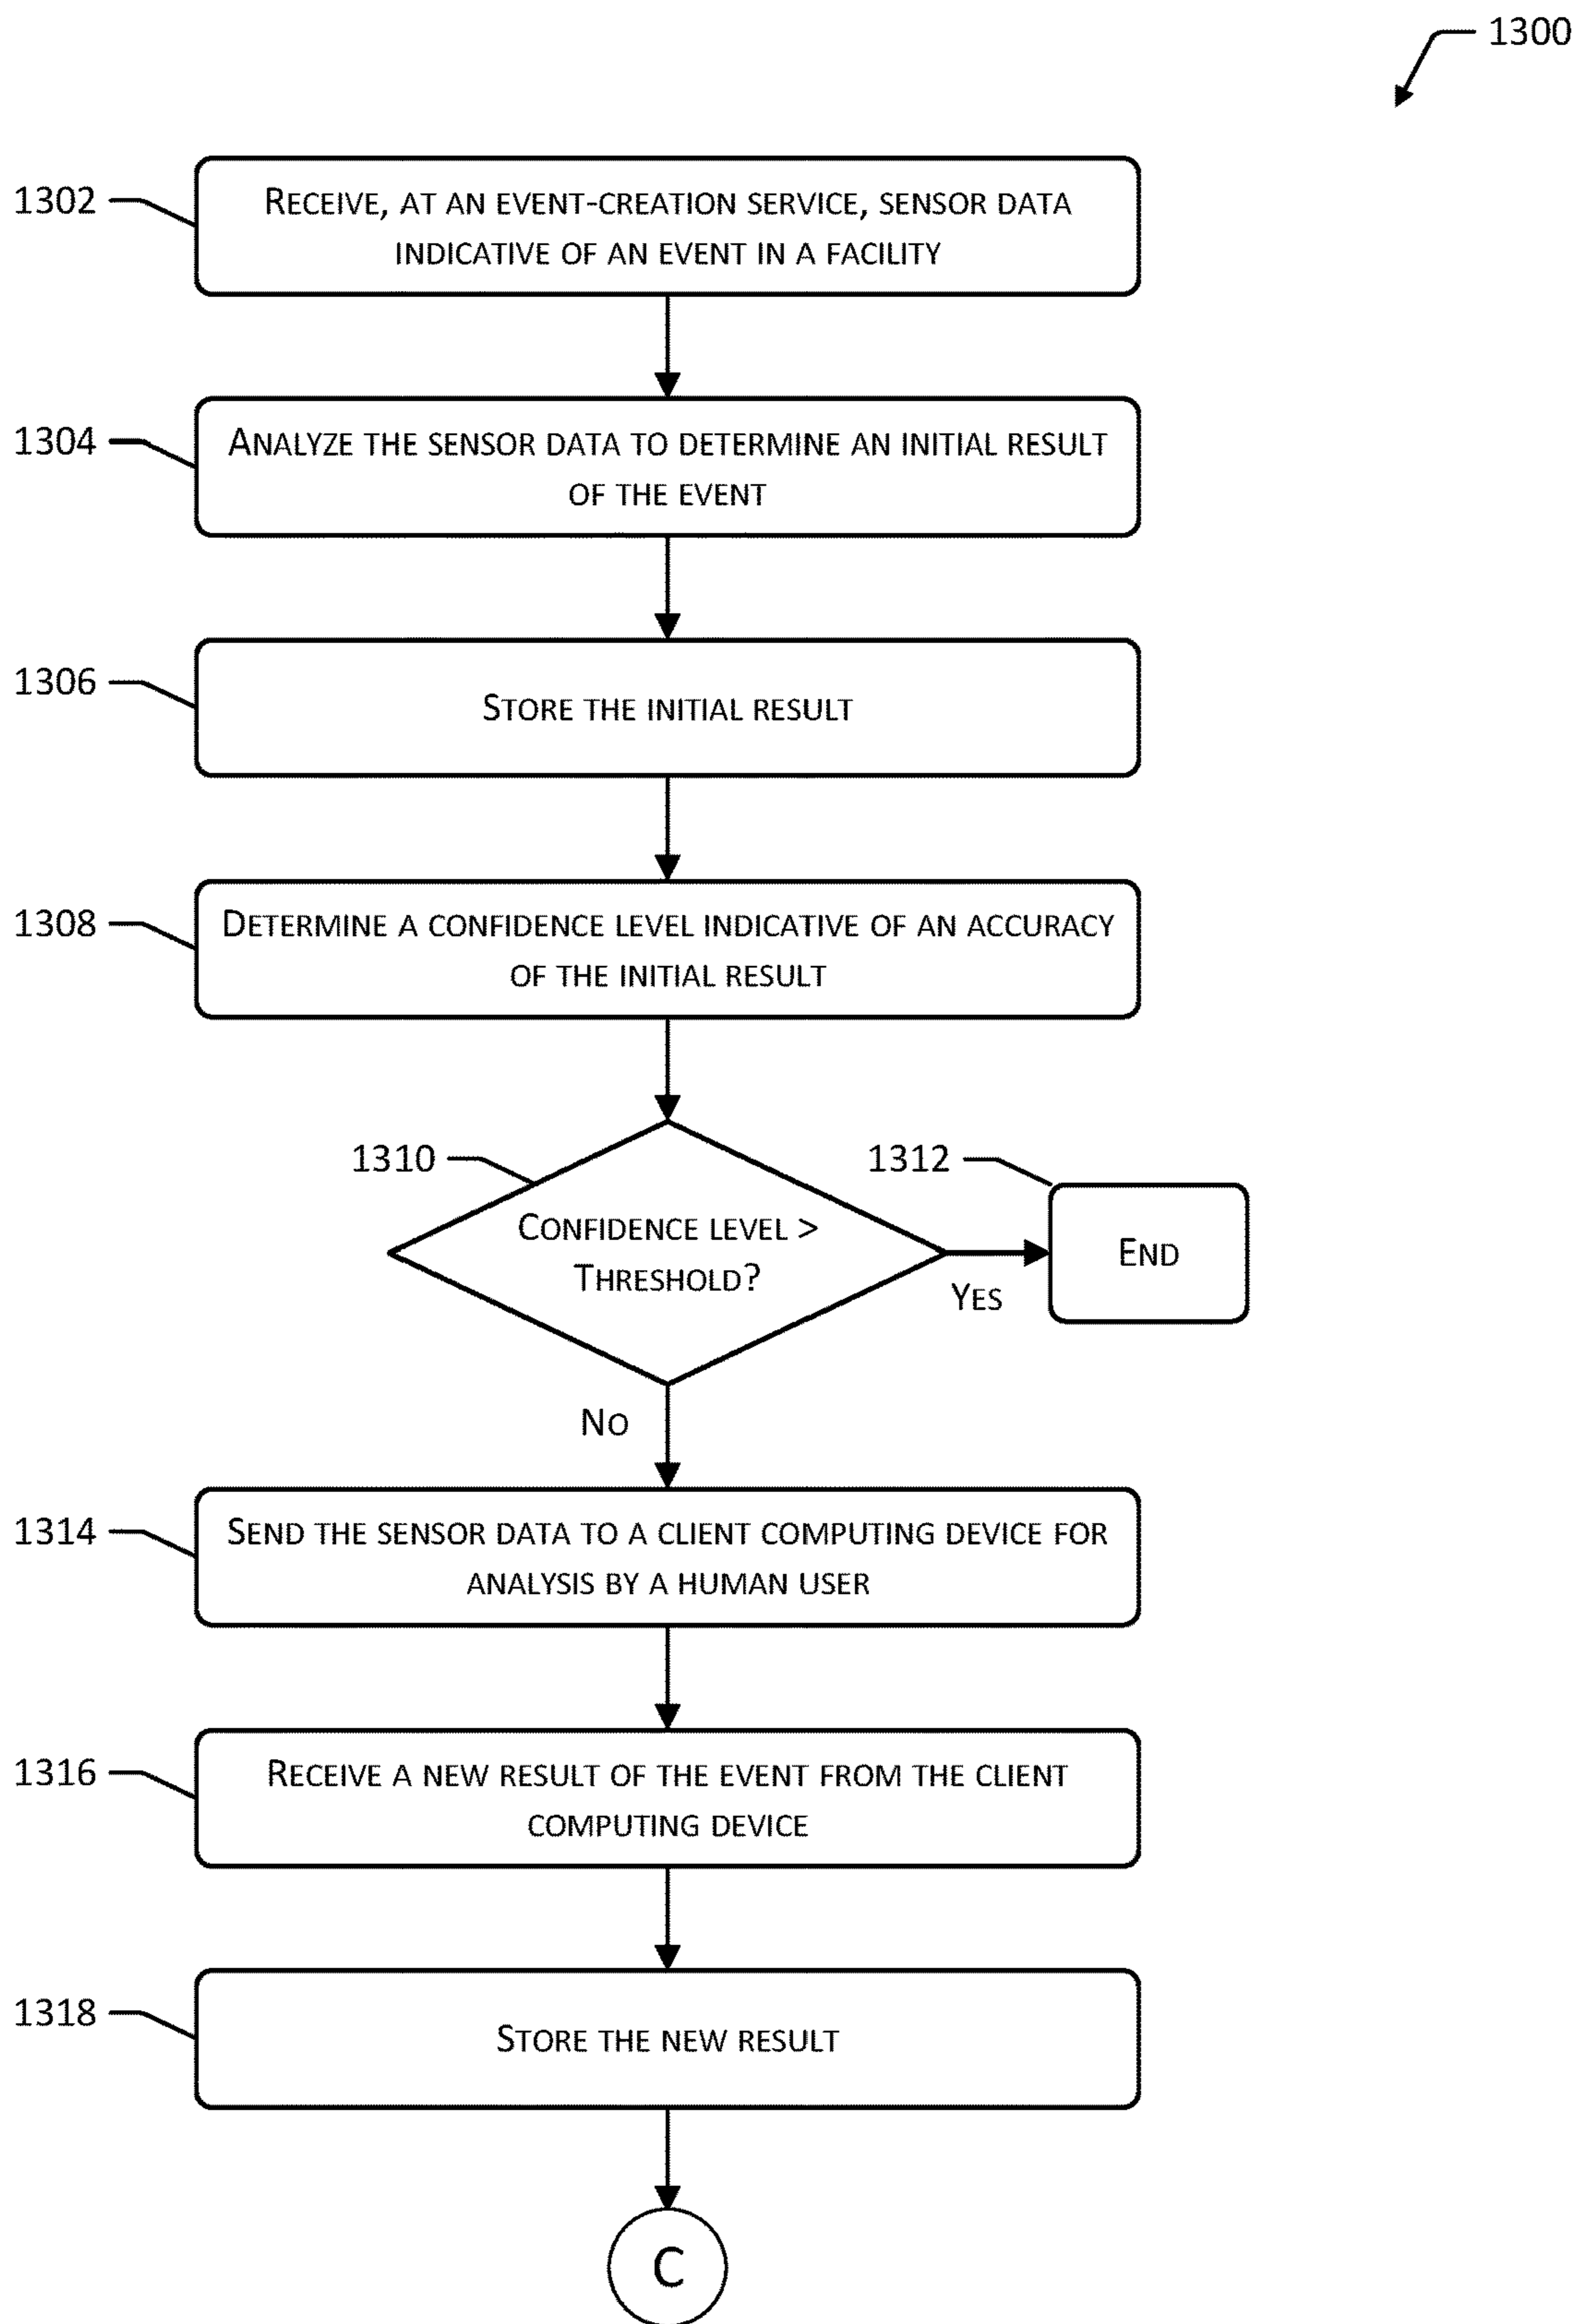 1300
1302
RECEIVE, AT AN EVENT-CREATION SERVICE, SENSOR DATA
INDICATIVE OF AN EVENT IN A FACILITY
1304
ANALYZE THE SENSOR DATA TO DETERMINE AN INITIAL RESULT
OF THE EVENT
1306
STORE THE INITIAL RESULT
1308
DETERMINE A CONFIDENCE LEVEL INDICATIVE OF AN ACCURACY
OF THE INITIAL RESULT
1310
CONFIDENCE LEVEL >
THRESHOLD?
1312
END
YES
NO
1314
SEND THE SENSOR DATA TO A CLIENT COMPUTING DEVICE FOR
ANALYSIS BY A HUMAN USER
1316
RECEIVE A NEW RESULT OF THE EVENT FROM THE CLIENT
COMPUTING DEVICE
1318
STORE THE NEW RESULT
C